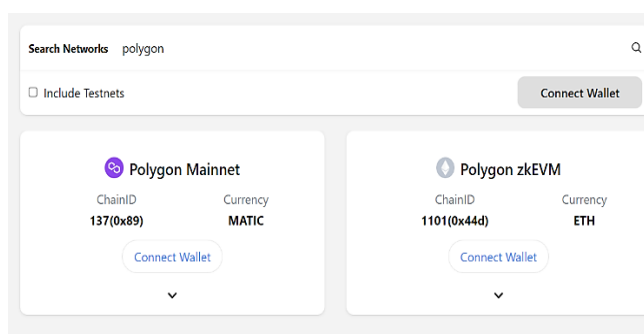 Search Networks polygon
Include Testnets
Connect Wallet
Polygon Mainnet
ChainID Currency
137(0x89) MATIC
Connect Wallet
Polygon zkEVM
ChainID Currency
1101(0x44d) ETH
Connect Wallet